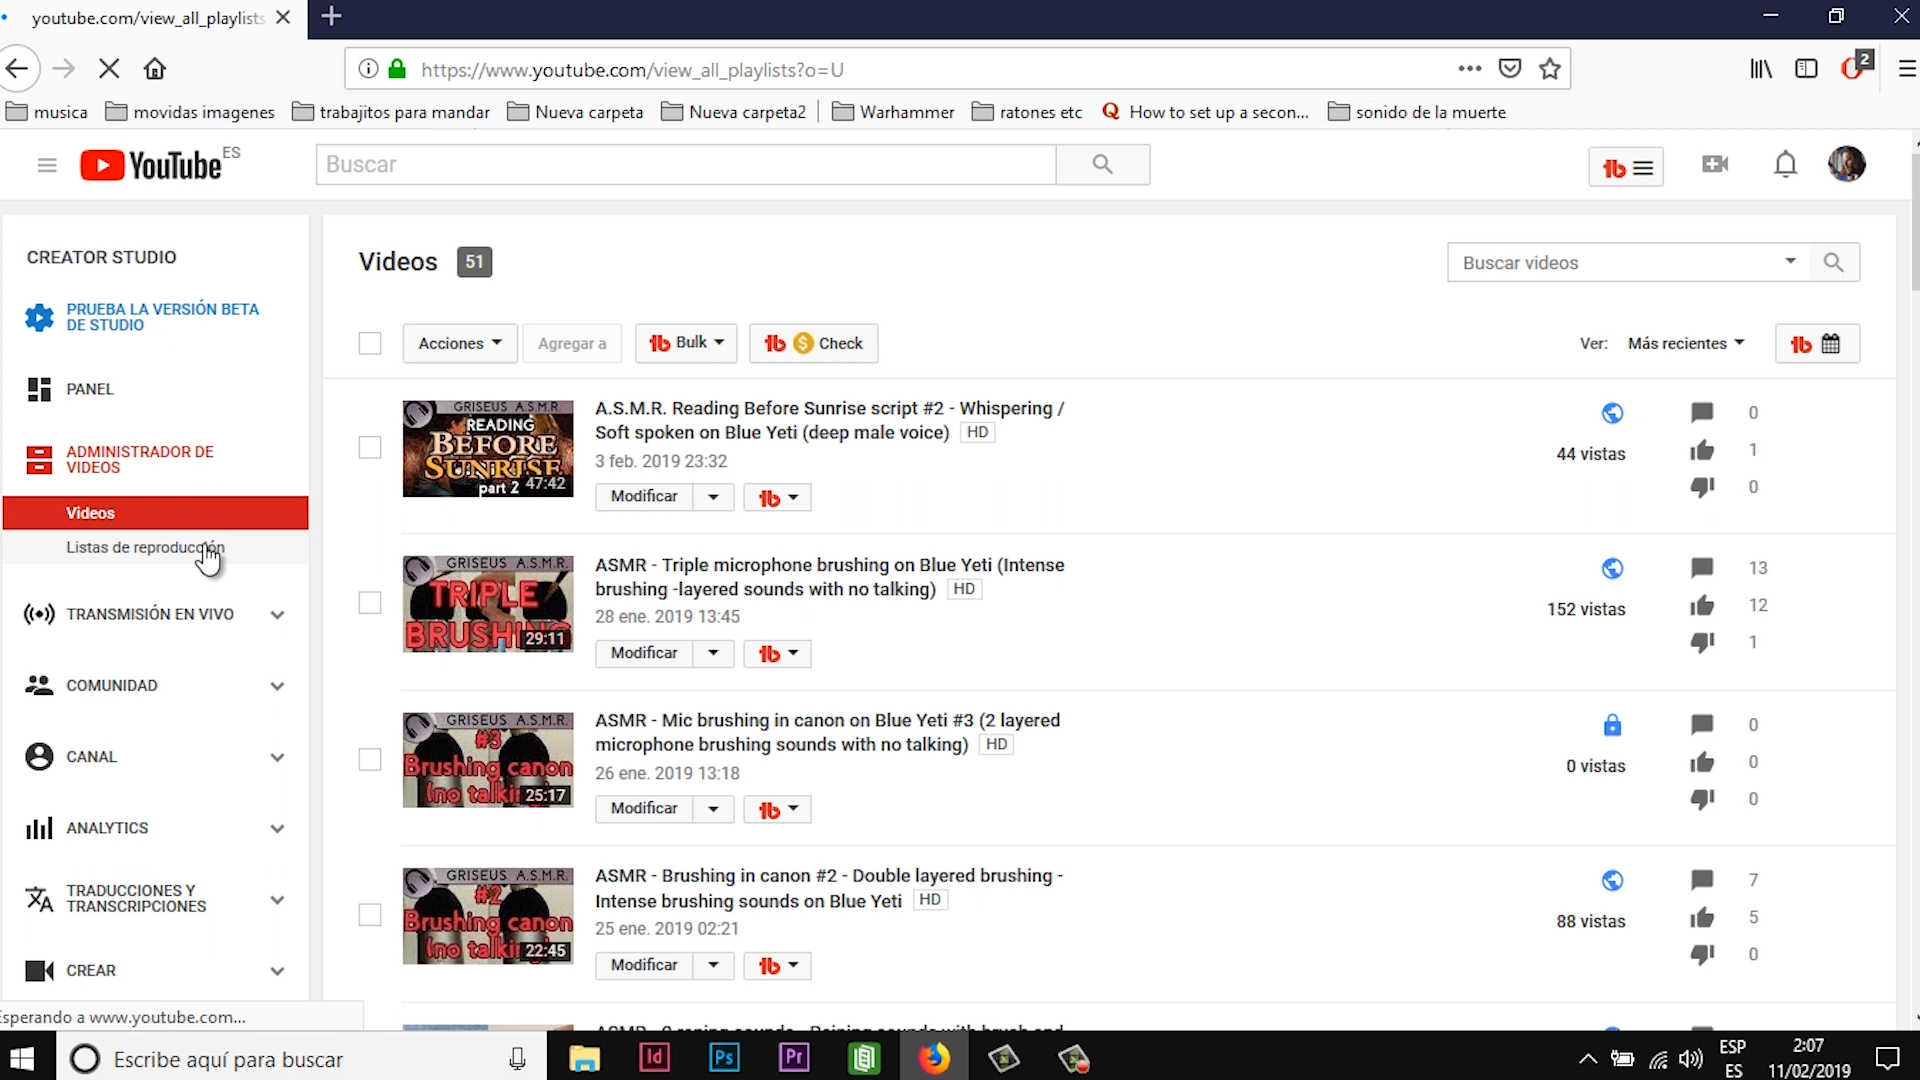 youtube.com/view_all_playlists
https://www.youtube.com/view_all_playlists?o=U
2
musica
movidas imagenes
trabajitos para mandar
Nueva carpeta
Nueva carpeta2
Warhammer
ratones etc
How to set up a secon...
sonido de la muerte
YouTube ES
Buscar
CREATOR STUDIO
PRUEBA LA VERSIÓN BETA
DE STUDIO
PANEL
ADMINISTRADOR DE
VIDEOS
Videos
Listas de reproducción
TRANSMISIÓN EN VIVO
COMUNIDAD
CANAL
ANALYTICS
TRADUCCIONES Y
TRANSCRIPCIONES
CREAR
Videos 51
Buscar videos
Acciones
Agregar a
Bulk
Check
Ver: Más recientes
GRISEUS A.S.M.R.
READING
BEFORE
SUNRISE
part 2 47:42
A.S.M.R. Reading Before Sunrise script #2 - Whispering /
Soft spoken on Blue Yeti (deep male voice) HD
3 feb. 2019 23:32
Modificar
44 vistas
0
1
0
GRISEUS A.S.M.R.
TRIPLE
29:11
ASMR - Triple microphone brushing on Blue Yeti (Intense
brushing -layered sounds with no talking) HD
28 ene. 2019 13:45
Modificar
152 vistas
13
12
1
GRISEUS A.S.M.R.
#3
Brushing canon
(no talki 25:17
ASMR - Mic brushing in canon on Blue Yeti #3 (2 layered
microphone brushing sounds with no talking) HD
26 ene. 2019 13:18
Modificar
0 vistas
0
0
0
GRISEUS A.S.M.R.
#2
Brushing canon
(no talki 22:45
ASMR - Brushing in canon #2 - Double layered brushing -
Intense brushing sounds on Blue Yeti HD
25 ene. 2019 02:21
Modificar
88 vistas
7
5
0
Esperando a www.youtube.com...
Escribe aquí para buscar
Id
Ps
Pr
ESP
ES
2:07
11/02/2019